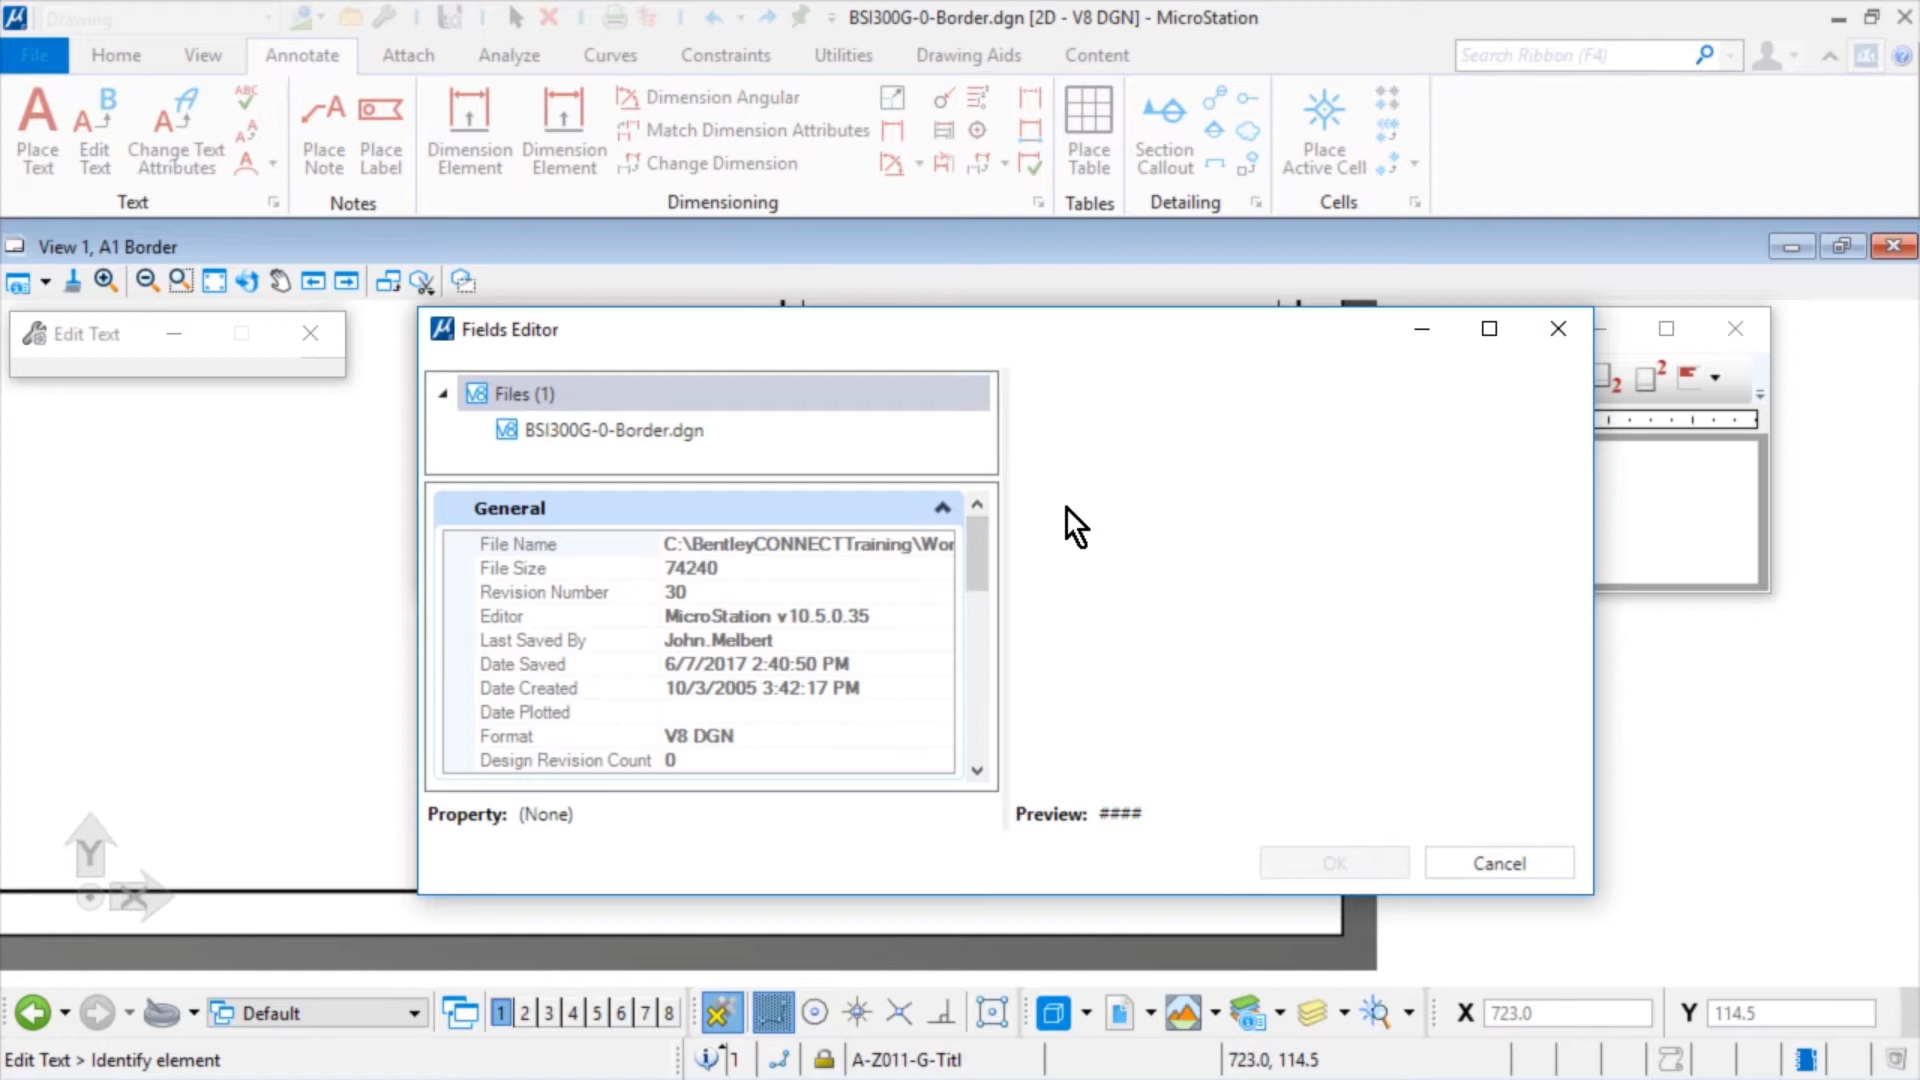 Drawing
BSI300G-0-Border.dgn [2D - V8 DGN] - MicroStation
File
Home
View
Annotate
Attach
Analyze
Curves
Constraints
Utilities
Drawing Aids
Content
Search Ribbon (F4)
Place Text
Edit Text
Change Text Attributes
ABC
Text
Place Note
Place Label
Notes
Dimension Element
Dimension Element
Dimension Angular
Match Dimension Attributes
Change Dimension
Dimensioning
Place Table
Tables
Section Callout
Detailing
Place Active Cell
Cells
View 1, A1 Border
Edit Text
Fields Editor
Files (1)
BSI300G-0-Border.dgn
General
File Name C:\BentleyCONNECTTraining\Wor
File Size 74240
Revision Number 30
Editor MicroStation v10.5.0.35
Last Saved By John.Melbert
Date Saved 6/7/2017 2:40:50 PM
Date Created 10/3/2005 3:42:17 PM
Date Plotted
Format V8 DGN
Design Revision Count 0
Property: (None)
Preview: ####
OK
Cancel
Y
X
Default
1 2 3 4 5 6 7 8
X 723.0
Y 114.5
Edit Text > Identify element
1
A-Z011-G-Titl
723.0, 114.5